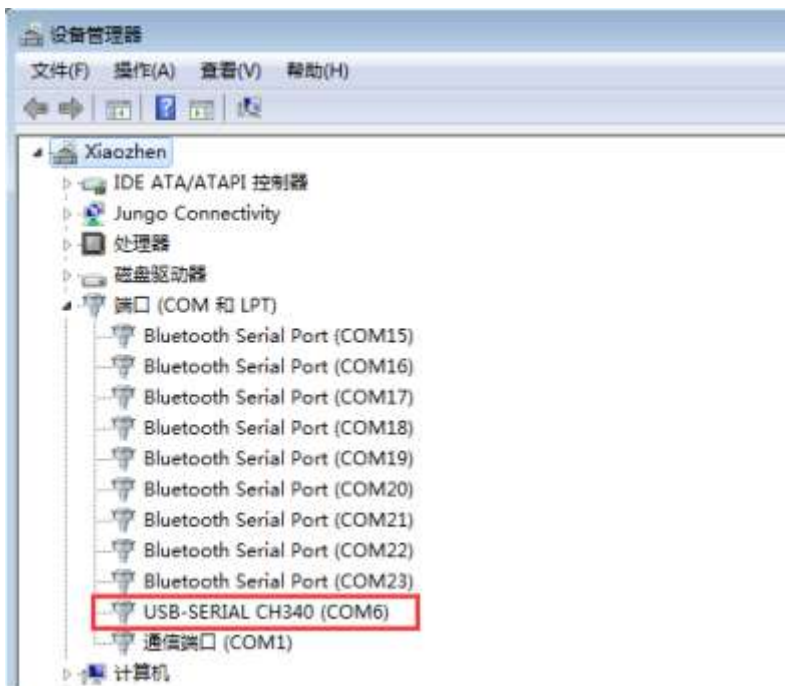 设备管理器
文件(F) 操作(A) 查看(V) 帮助(H)
Xiaozhen
IDE ATA/ATAPI 控制器
Jungo Connectivity
处理器
磁盘驱动器
端口 (COM 和 LPT)
Bluetooth Serial Port (COM15)
Bluetooth Serial Port (COM16)
Bluetooth Serial Port (COM17)
Bluetooth Serial Port (COM18)
Bluetooth Serial Port (COM19)
Bluetooth Serial Port (COM20)
Bluetooth Serial Port (COM21)
Bluetooth Serial Port (COM22)
Bluetooth Serial Port (COM23)
USB-SERIAL CH340 (COM6)
通信端口 (COM1)
计算机